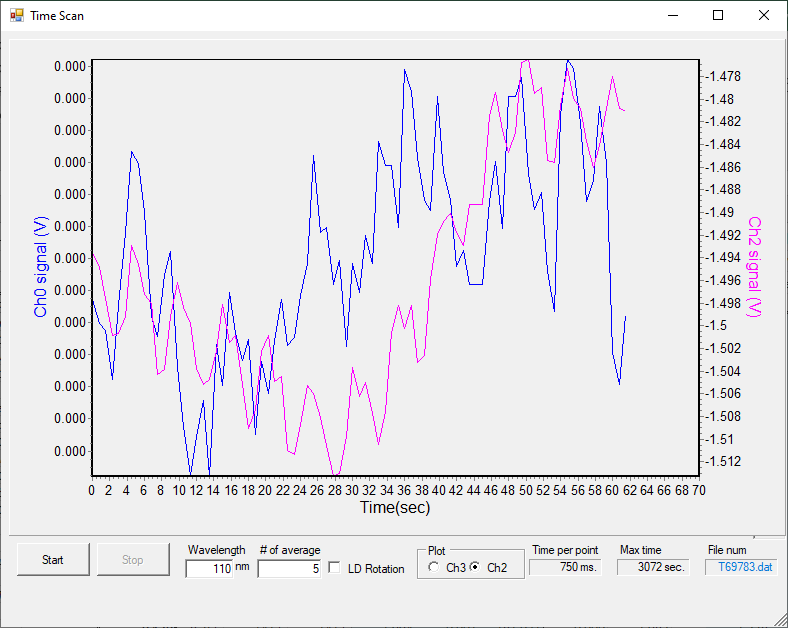 Time Scan
0.000
0.000
0.000
0.000
0.000
0.000
0.000
0.000
0.000
0.000
0.000
0.000
0.000
Ch0 signal (V)
-1.478
-1.48
-1.482
-1.484
-1.486
-1.488
-1.49
-1.492
-1.494
-1.496
-1.498
-1.5
-1.502
-1.504
-1.506
-1.508
-1.51
-1.512
Ch2 signal (V)
0 2 4 6 8 10 12 14 16 18 20 22 24 26 28 30 32 34 36 38 40 42 44 46 48 50 52 54 56 58 60 62 64 66 68 70
Time(sec)
Start Stop
Wavelength
110 nm
# of average
5
LD Rotation
Plot
Ch3 Ch2
Time per point
750 ms.
Max time
3072 sec.
File num
T69783.dat